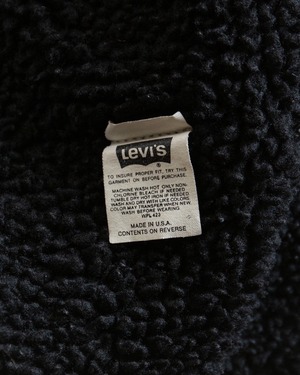 Levi's
®
TO INSURE PROPER FIT, TRY THIS
GARMENT ON BEFORE PURCHASE.
MACHINE WASH HOT ONLY NON-
CHLORINE BLEACH IF NEEDED
TUMBLE DRY HOT IRON IF NEEDED
WASH AND DRY WITH LIKE COLORS
COLOR MAY TRANSFER WHEN NEW.
WASH BEFORE WEARING
WPL 423
MADE IN U.S.A.
CONTENTS ON REVERSE